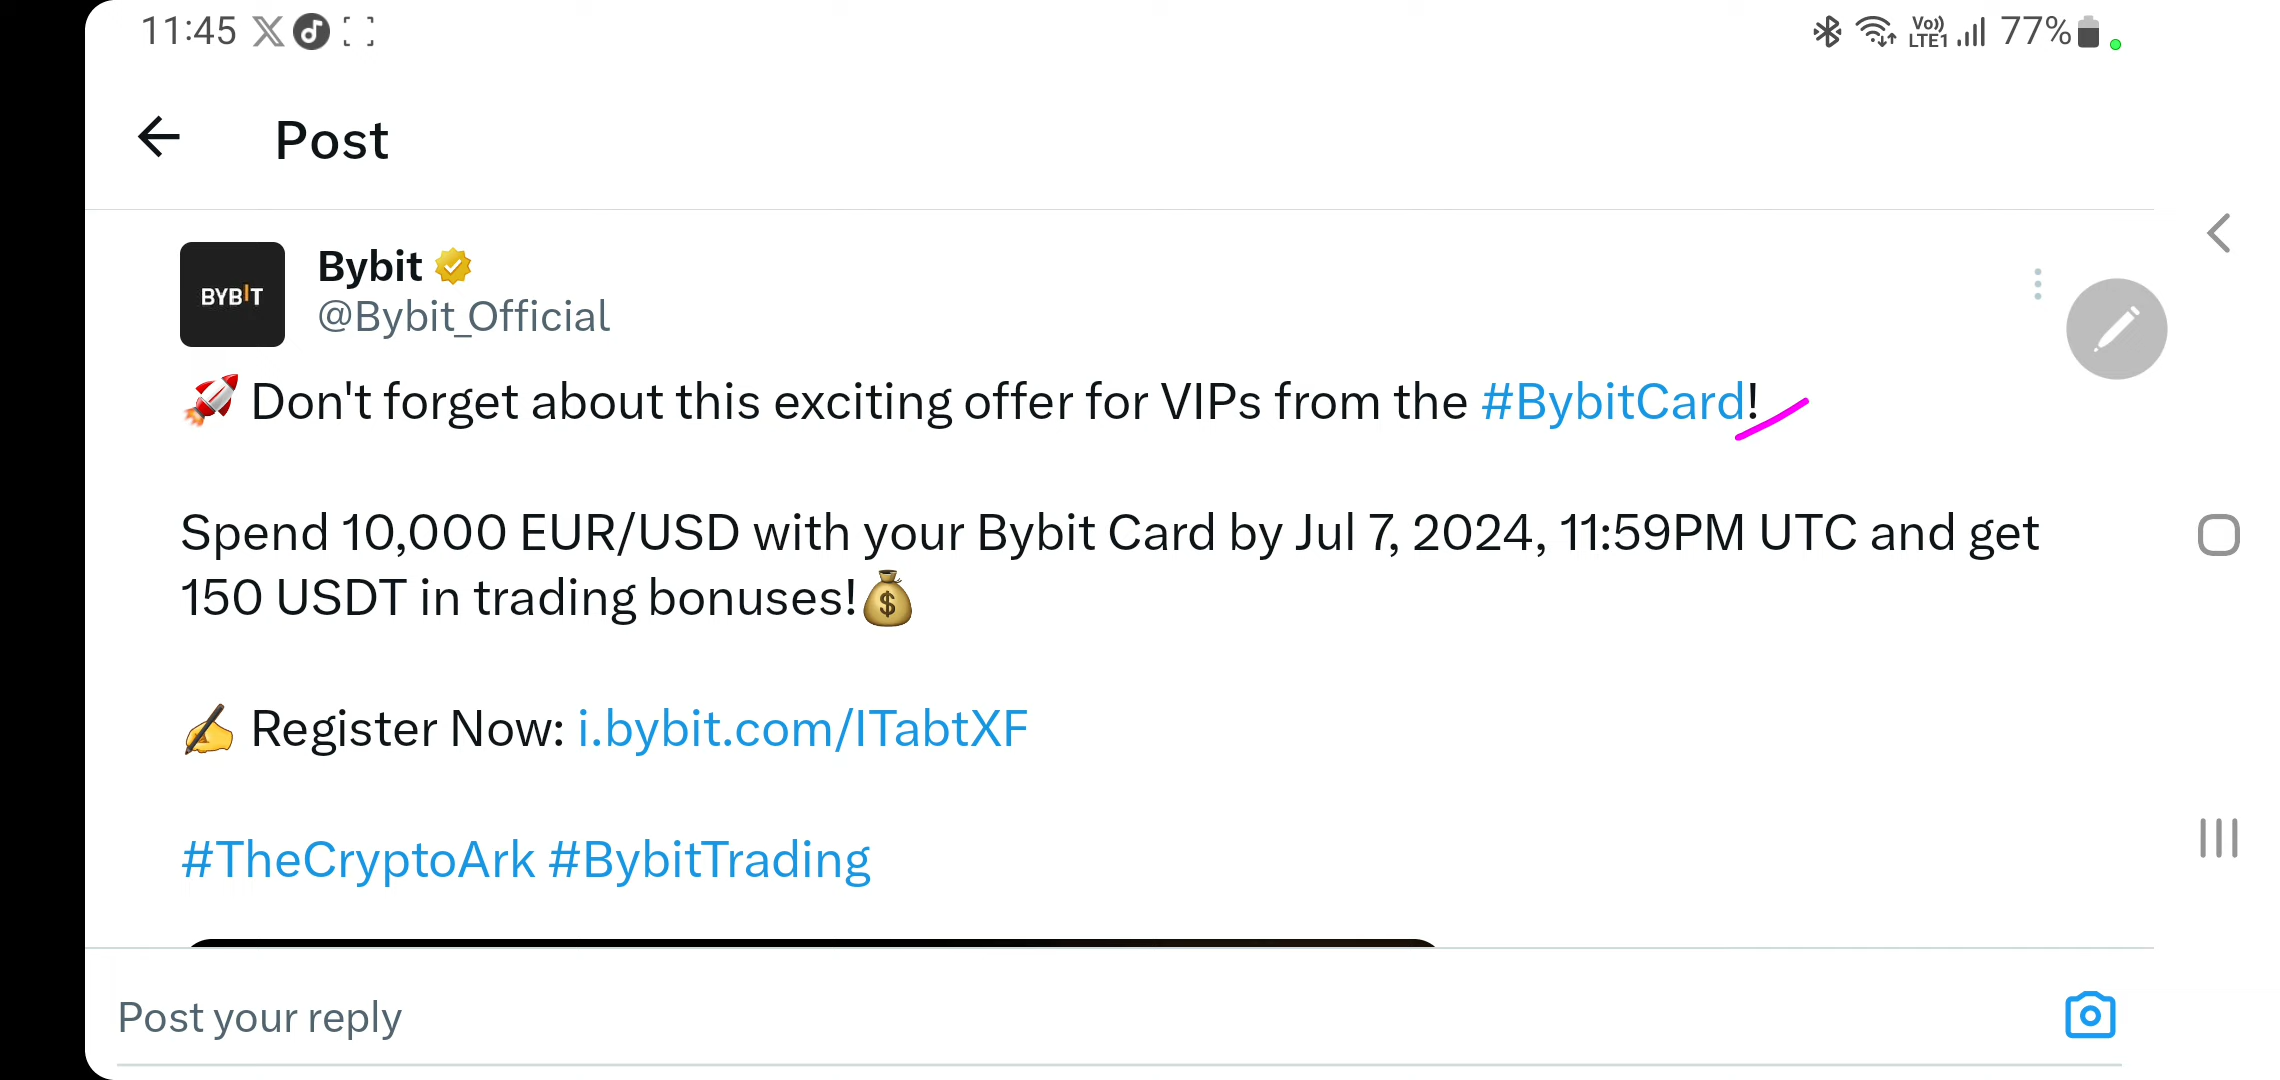 11:45
Vo))
LTE1
77%
Post
BYBIT
Bybit
@Bybit_Official
🚀 Don't forget about this exciting offer for VIPs from the #BybitCard!
Spend 10,000 EUR/USD with your Bybit Card by Jul 7, 2024, 11:59PM UTC and get
150 USDT in trading bonuses!💰
✍️ Register Now: i.bybit.com/ITabtXF
#TheCryptoArk #BybitTrading
Post your reply